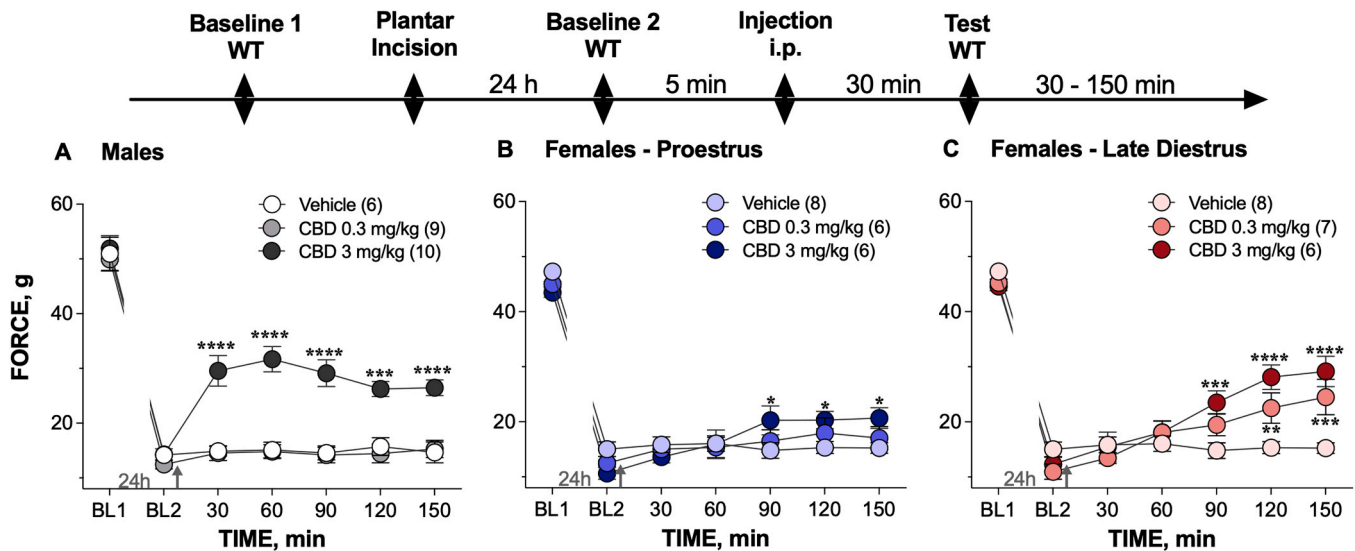 Baseline 1
WT
Plantar
Incision
Baseline 2
WT
Injection
i.p.
Test
WT
24 h
5 min
30 min
30 - 150 min
A Males
Vehicle (6)
CBD 0.3 mg/kg (9)
CBD 3 mg/kg (10)
FORCE, g
60
40
20
**** **** **** *** ****
24h
BL1 BL2 30 60 90 120 150
TIME, min
B Females - Proestrus
Vehicle (8)
CBD 0.3 mg/kg (6)
CBD 3 mg/kg (6)
60
40
20
* * *
24h
BL1 BL2 30 60 90 120 150
TIME, min
C Females - Late Diestrus
Vehicle (8)
CBD 0.3 mg/kg (7)
CBD 3 mg/kg (6)
60
40
20
*** **** ****
** ***
24h
BL1 BL2 30 60 90 120 150
TIME, min